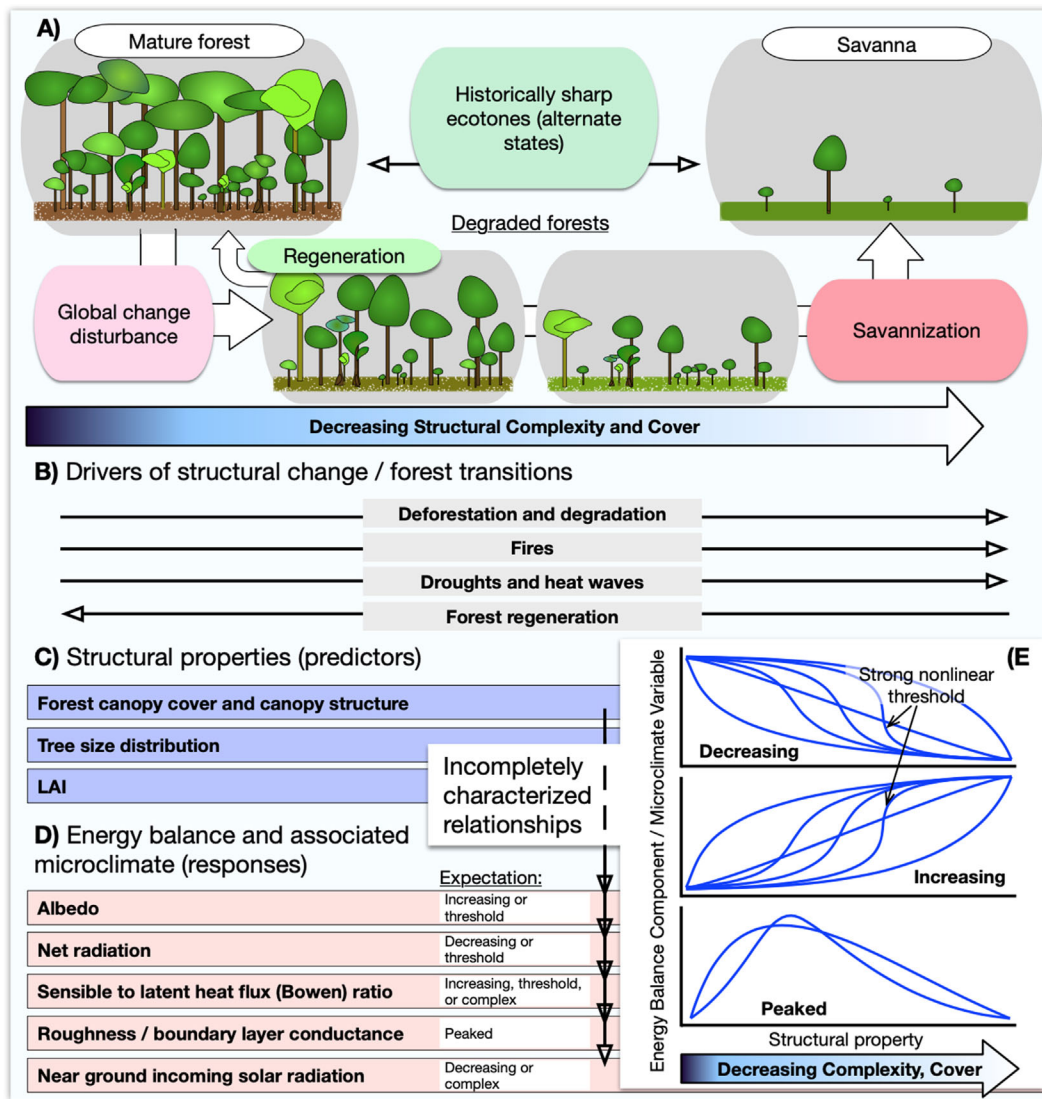 A)
Mature forest
Savanna
Historically sharp
ecotones (alternate
states)
Degraded forests
Regeneration
Global change
disturbance
Savannization
Decreasing Structural Complexity and Cover
B) Drivers of structural change / forest transitions
Deforestation and degradation
Fires
Droughts and heat waves
Forest regeneration
C) Structural properties (predictors)
Forest canopy cover and canopy structure
Tree size distribution
LAI
Incompletely
characterized
relationships
D) Energy balance and associated
microclimate (responses)
Expectation:
Albedo
Increasing or
threshold
Net radiation
Decreasing or
threshold
Sensible to latent heat flux (Bowen) ratio
Increasing, threshold,
or complex
Roughness / boundary layer conductance
Peaked
Near ground incoming solar radiation
Decreasing or
complex
(E
Energy Balance Component / Microclimate Variable
Strong nonlinear
threshold
Decreasing
Increasing
Peaked
Structural property
Decreasing Complexity, Cover